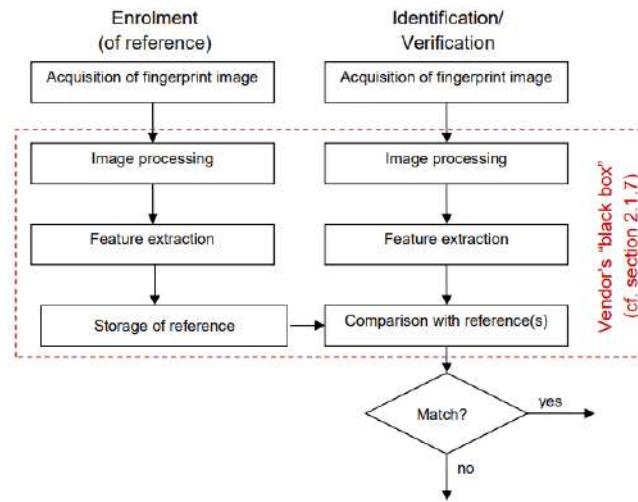 Enrolment
(of reference)
Identification/
Verification
Acquisition of fingerprint image
Acquisition of fingerprint image
Image processing
Image processing
Feature extraction
Feature extraction
Storage of reference
Comparison with reference(s)
Vendor's "black box"
(cf. section 2.1.7)
Match?
yes
no